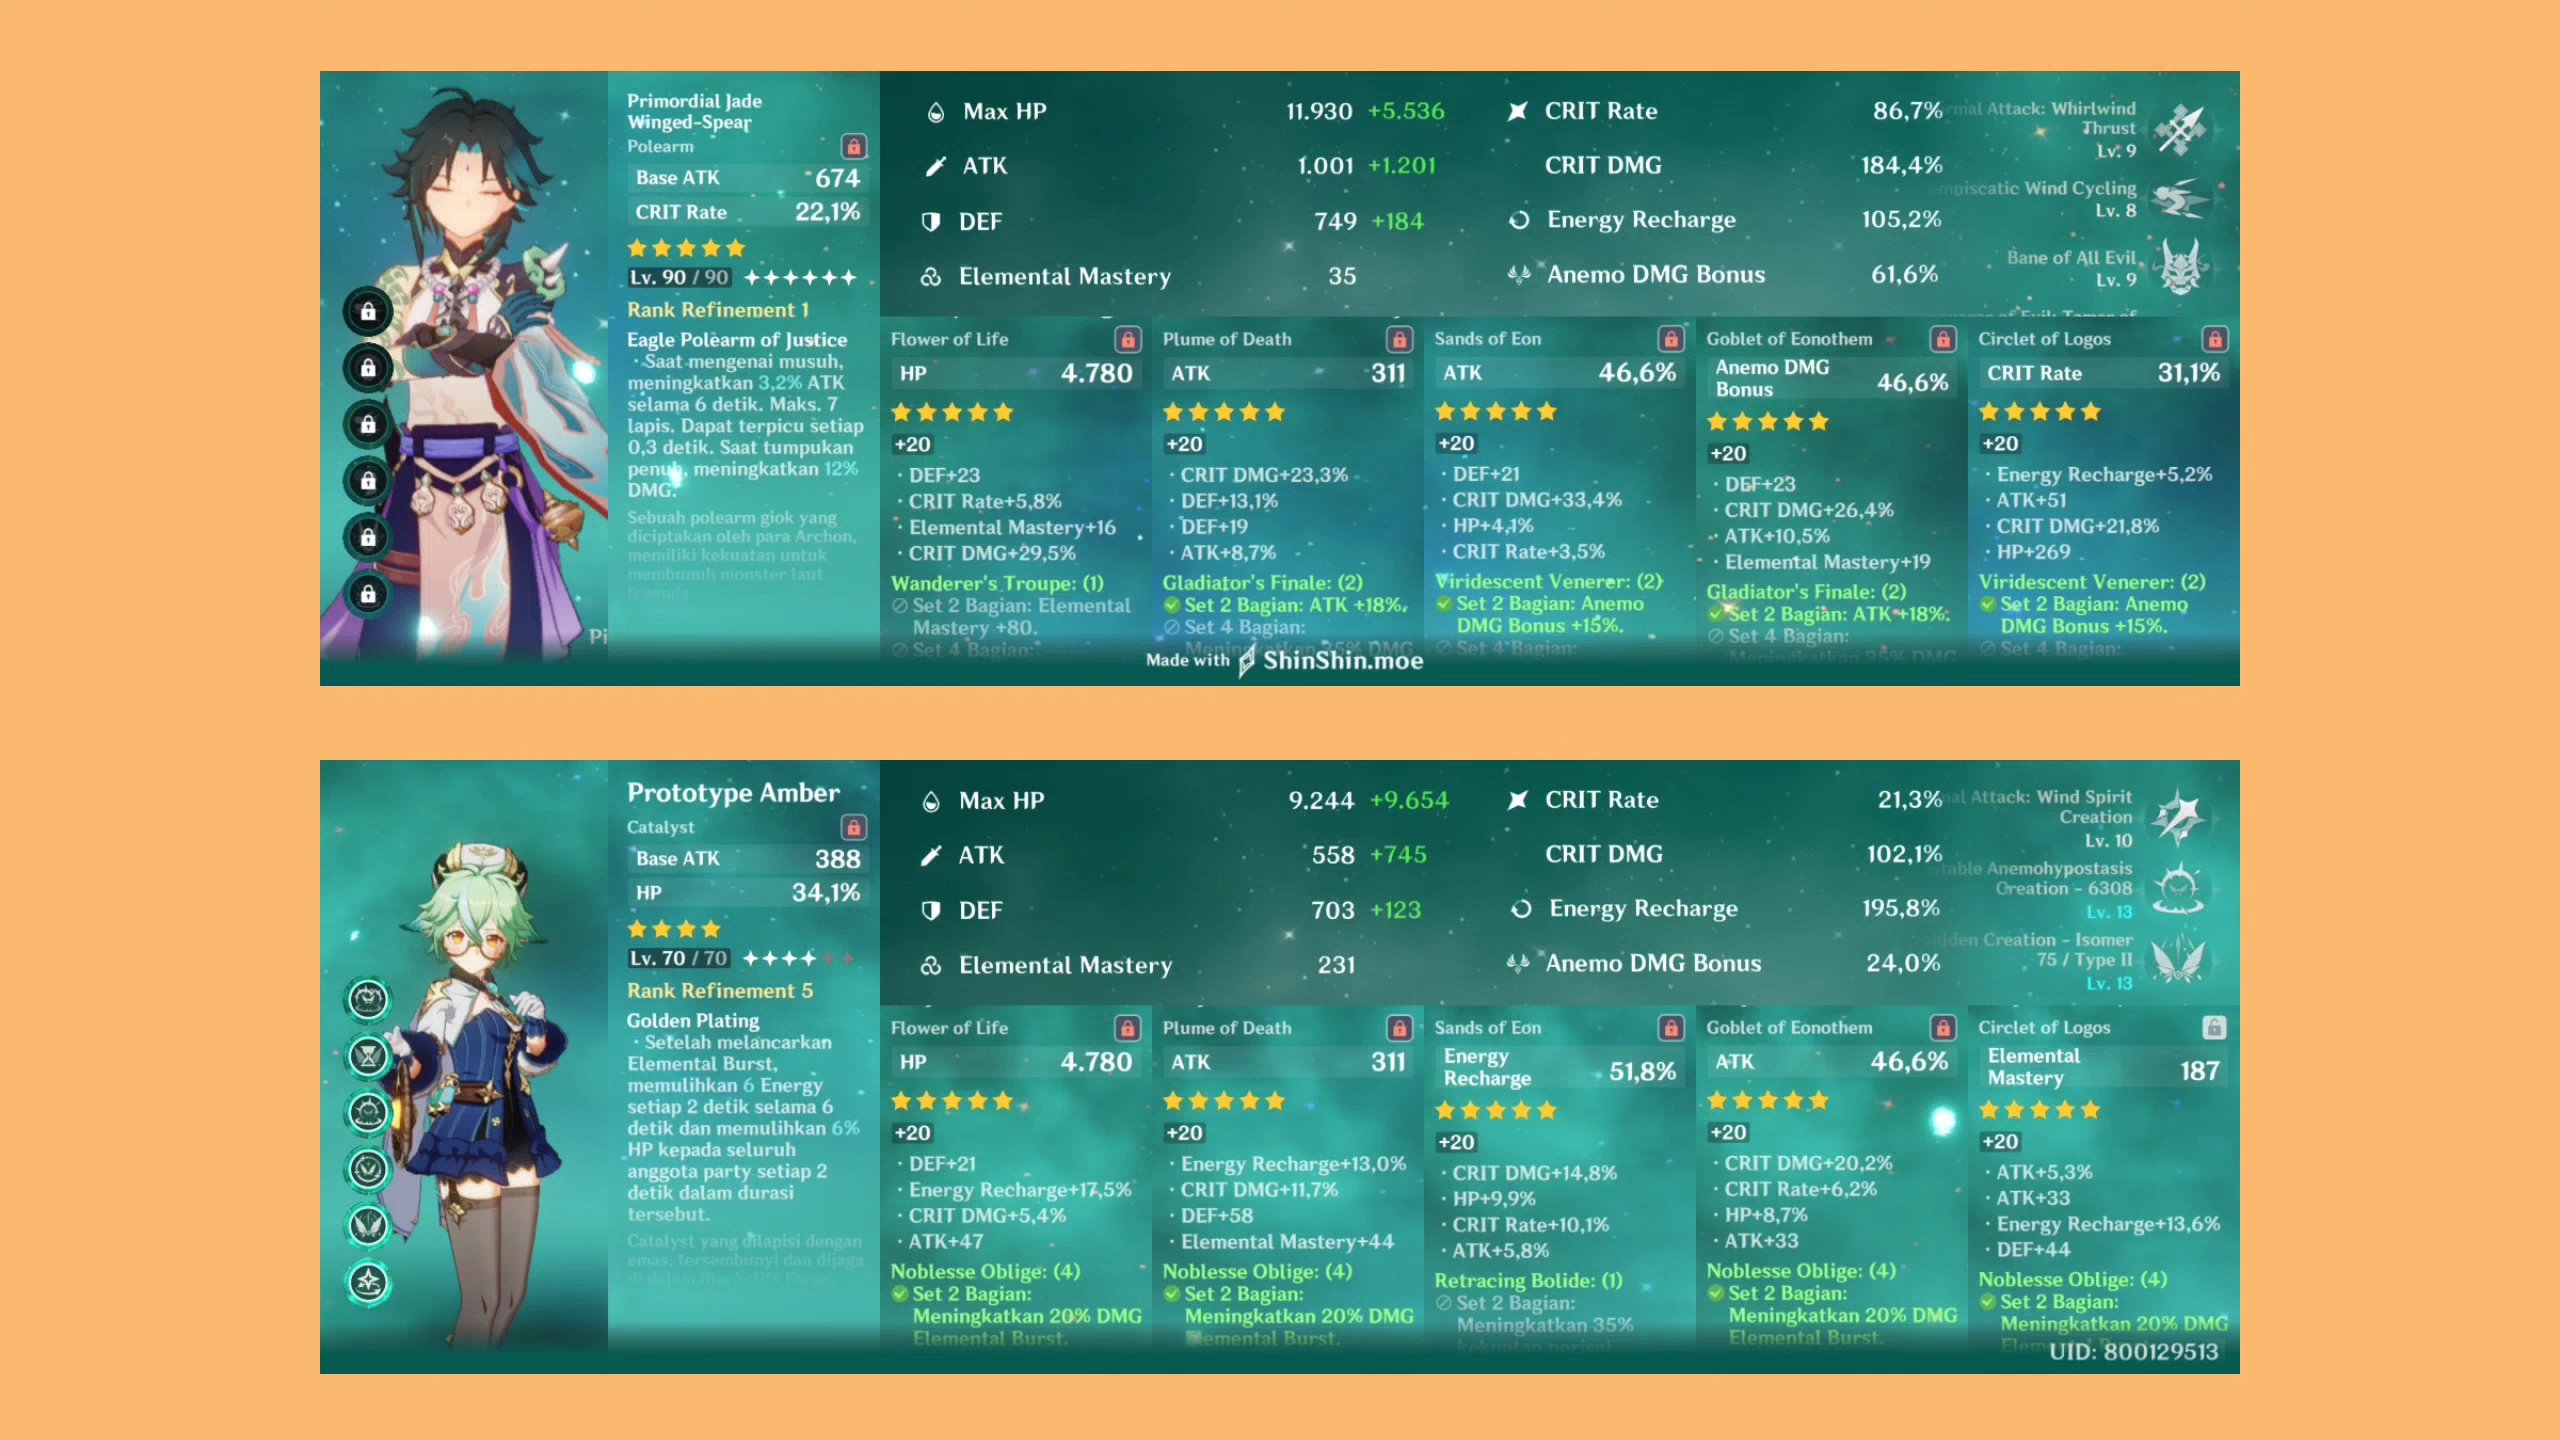 Primordial Jade
Winged-Spear
Polearm
Base ATK 674
CRIT Rate 22,1%
Lv. 90 / 90
Rank Refinement 1
Eagle Polearm of Justice
· Saat mengenai musuh,
meningkatkan 3,2% ATK
selama 6 detik. Maks. 7
lapis. Dapat terpicu setiap
0,3 detik. Saat tumpukan
penuh, meningkatkan 12%
DMG.
Sebuah polearm giok yang
diciptakan oleh para Archon,
memiliki kekuatan untuk
membunuh monster laut
legenda.
Max HP 11.930 +5.536
ATK 1.001 +1.201
DEF 749 +184
Elemental Mastery 35
CRIT Rate 86,7%
CRIT DMG 184,4%
Energy Recharge 105,2%
Anemo DMG Bonus 61,6%
Attack: Whirlwind
Thrust
Lv. 9
Wind Cycling
Lv. 8
Bane of All Evil
Lv. 9
Flower of Life
HP 4.780
+20
· DEF+23
· CRIT Rate+5,8%
· Elemental Mastery+16
· CRIT DMG+29,5%
Wanderer's Troupe: (1)
Set 2 Bagian: Elemental
Mastery +80.
Set 4 Bagian:
Plume of Death
ATK 311
+20
· CRIT DMG+23,3%
· DEF+13,1%
· DEF+19
· ATK+8,7%
Gladiator's Finale: (2)
Set 2 Bagian: ATK +18%.
Set 4 Bagian:
Meningkatkan 35% DMG
Sands of Eon
ATK 46,6%
+20
· DEF+21
· CRIT DMG+33,4%
· HP+4,1%
· CRIT Rate+3,5%
Viridescent Venerer: (2)
Set 2 Bagian: Anemo
DMG Bonus +15%.
Set 4 Bagian:
Goblet of Eonothem
Anemo DMG
Bonus 46,6%
+20
· DEF+23
· CRIT DMG+26,4%
· ATK+10,5%
· Elemental Mastery+19
Gladiator's Finale: (2)
Set 2 Bagian: ATK +18%.
Set 4 Bagian:
Meningkatkan 35% DMG
Circlet of Logos
CRIT Rate 31,1%
+20
· Energy Recharge+5,2%
· ATK+51
· CRIT DMG+21,8%
· HP+269
Viridescent Venerer: (2)
Set 2 Bagian: Anemo
DMG Bonus +15%.
Set 4 Bagian:
Made with ShinShin.moe
Prototype Amber
Catalyst
Base ATK 388
HP 34,1%
Lv. 70 / 70
Rank Refinement 5
Golden Plating
· Setelah melancarkan
Elemental Burst,
memulihkan 6 Energy
setiap 2 detik selama 6
detik dan memulihkan 6%
HP kepada seluruh
anggota party setiap 2
detik dalam durasi
tersebut.
Catalyst yang dilapisi dengan
emas, tersembunyi dan dijaga
di dalam Blackcliff Forge.
Max HP 9.244 +9.654
ATK 558 +745
DEF 703 +123
Elemental Mastery 231
CRIT Rate 21,3%
CRIT DMG 102,1%
Energy Recharge 195,8%
Anemo DMG Bonus 24,0%
Attack: Wind Spirit
Creation
Lv. 10
Anemohypostasis
Creation - 6308
Lv. 13
Creation - Isomer
75 / Type II
Lv. 13
Flower of Life
HP 4.780
+20
· DEF+21
· Energy Recharge+17,5%
· CRIT DMG+5,4%
· ATK+47
Noblesse Oblige: (4)
Set 2 Bagian:
Meningkatkan 20% DMG
Elemental Burst.
Plume of Death
ATK 311
+20
· Energy Recharge+13,0%
· CRIT DMG+11,7%
· DEF+58
· Elemental Mastery+44
Noblesse Oblige: (4)
Set 2 Bagian:
Meningkatkan 20% DMG
Elemental Burst.
Sands of Eon
Energy
Recharge 51,8%
+20
· CRIT DMG+14,8%
· HP+9,9%
· CRIT Rate+10,1%
· ATK+5,8%
Retracing Bolide: (1)
Set 2 Bagian:
Meningkatkan 35%
kekuatan perisai.
Goblet of Eonothem
ATK 46,6%
+20
· CRIT DMG+20,2%
· CRIT Rate+6,2%
· HP+8,7%
· ATK+33
Noblesse Oblige: (4)
Set 2 Bagian:
Meningkatkan 20% DMG
Elemental Burst.
Circlet of Logos
Elemental
Mastery 187
+20
· ATK+5,3%
· ATK+33
· Energy Recharge+13,6%
· DEF+44
Noblesse Oblige: (4)
Set 2 Bagian:
Meningkatkan 20% DMG
UID: 800129513